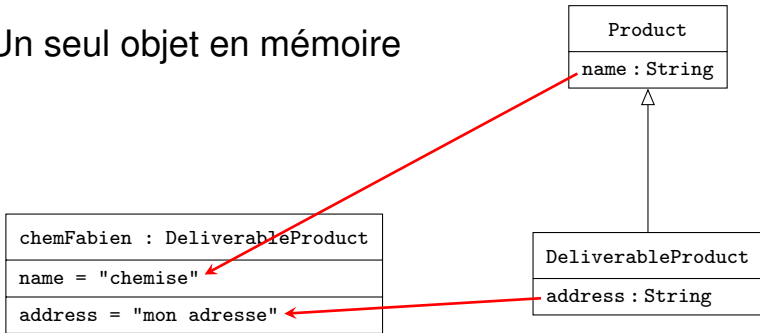 Un seul objet en mémoire
Product
name : String
chemFabien : DeliverableProduct
name = "chemise"
address = "mon adresse"
DeliverableProduct
address : String